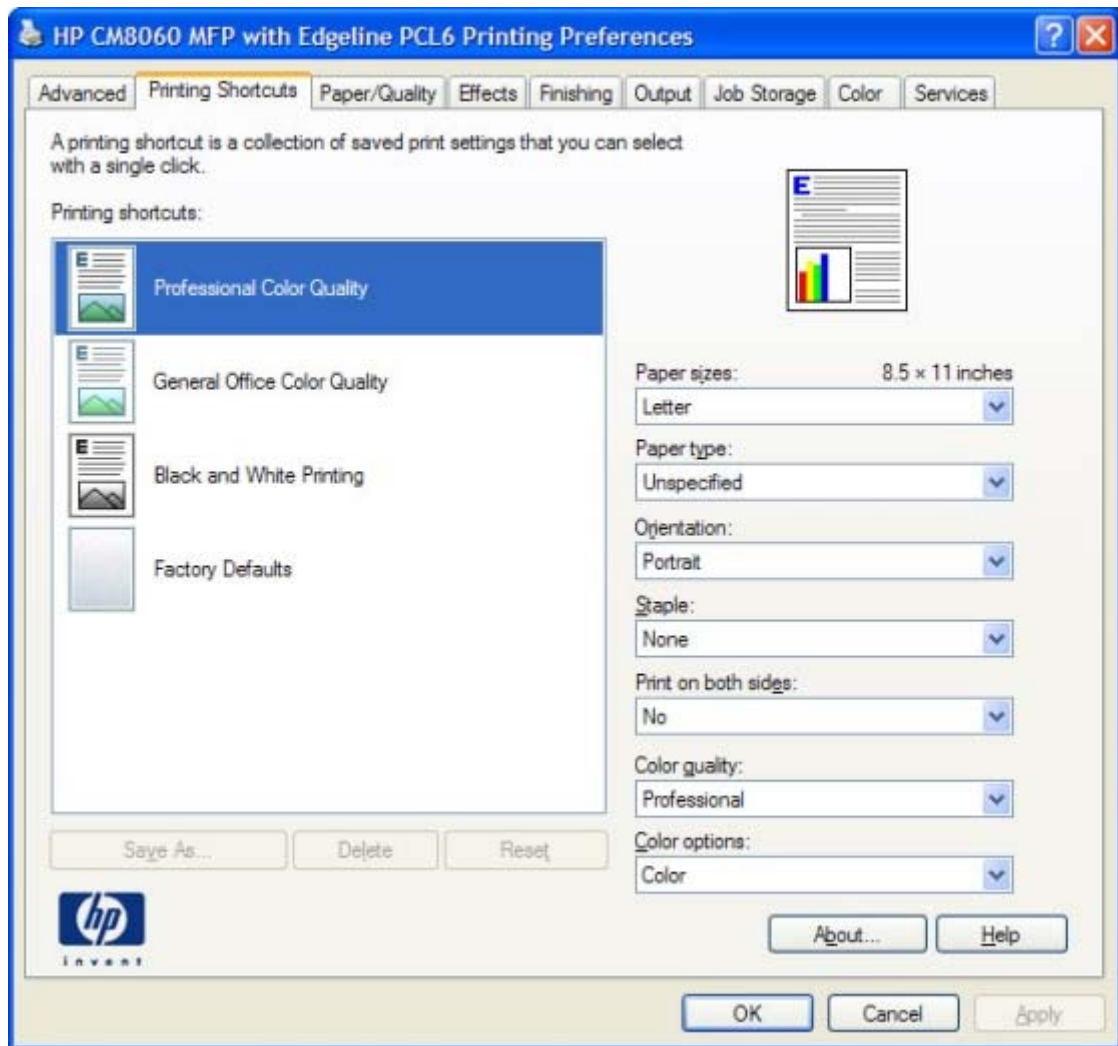 HP CM8060 MFP with Edgeline PCL6 Printing Preferences
Advanced Printing Shortcuts Paper/Quality Effects Finishing Output Job Storage Color Services
A printing shortcut is a collection of saved print settings that you can select
with a single click.
Printing shortcuts:
E
Professional Color Quality
E
General Office Color Quality
E
Black and White Printing
Factory Defaults
Save As...
Delete
Reset
hp
invent
E
Paper sizes: 8.5 × 11 inches
Letter
Paper type:
Unspecified
Orientation:
Portrait
Staple:
None
Print on both sides:
No
Color quality:
Professional
Color options:
Color
About... Help
OK Cancel Apply